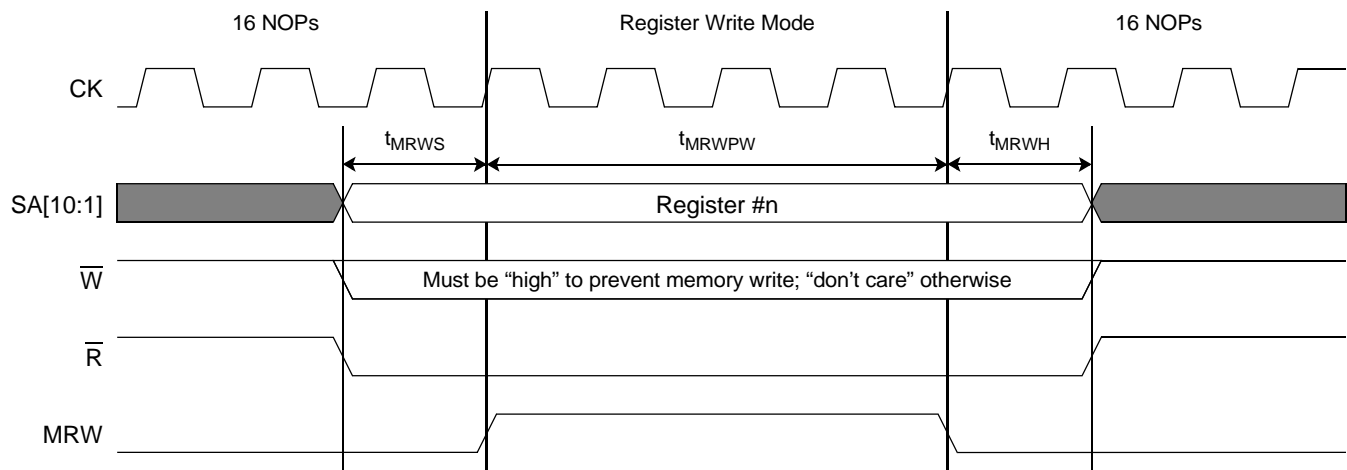 16 NOPs Register Write Mode 16 NOPs
CK
tMRWS tMRWPW tMRWH
SA[10:1] Register #n
W̅ Must be “high” to prevent memory write; “don’t care” otherwise
R̅
MRW